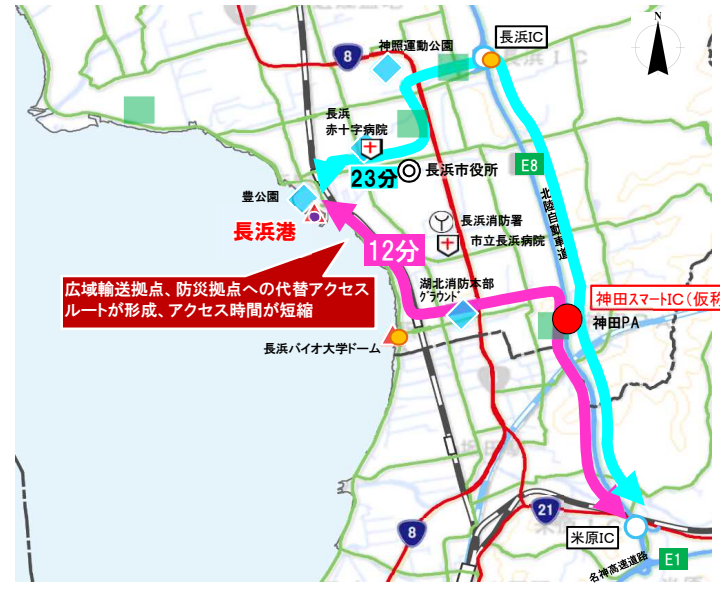 N
長浜IC
神照運動公園
8
長浜
赤十字病院
23分
長浜市役所
E8
豊公園
長浜港
長浜消防署
市立長浜病院
北陸自動車道
12分
広域輸送拠点、防災拠点への代替アクセス
ルートが形成、アクセス時間が短縮
湖北消防本部
グラウンド
神田スマートIC(仮称
神田PA
長浜バイオ大学ドーム
21
8
米原IC
名神高速道路
E1